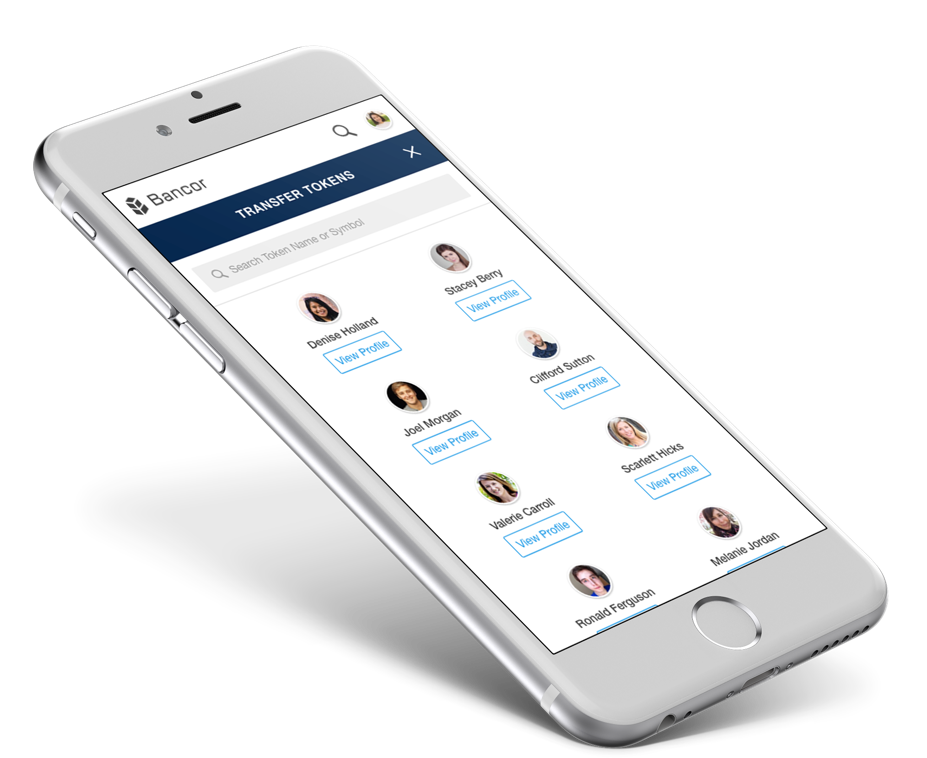 Bancor
TRANSFER TOKENS
Search Token Name or Symbol
Denise Holland
View Profile
Stacey Berry
View Profile
Joel Morgan
View Profile
Clifford Sutton
View Profile
Valerie Carroll
View Profile
Scarlett Hicks
View Profile
Ronald Ferguson
Melanie Jordan